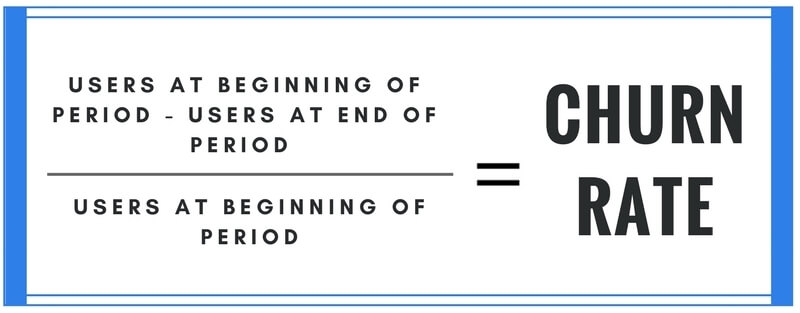 USERS AT BEGINNING OF
PERIOD - USERS AT END OF
PERIOD
USERS AT BEGINNING OF
PERIOD
=
CHURN
RATE